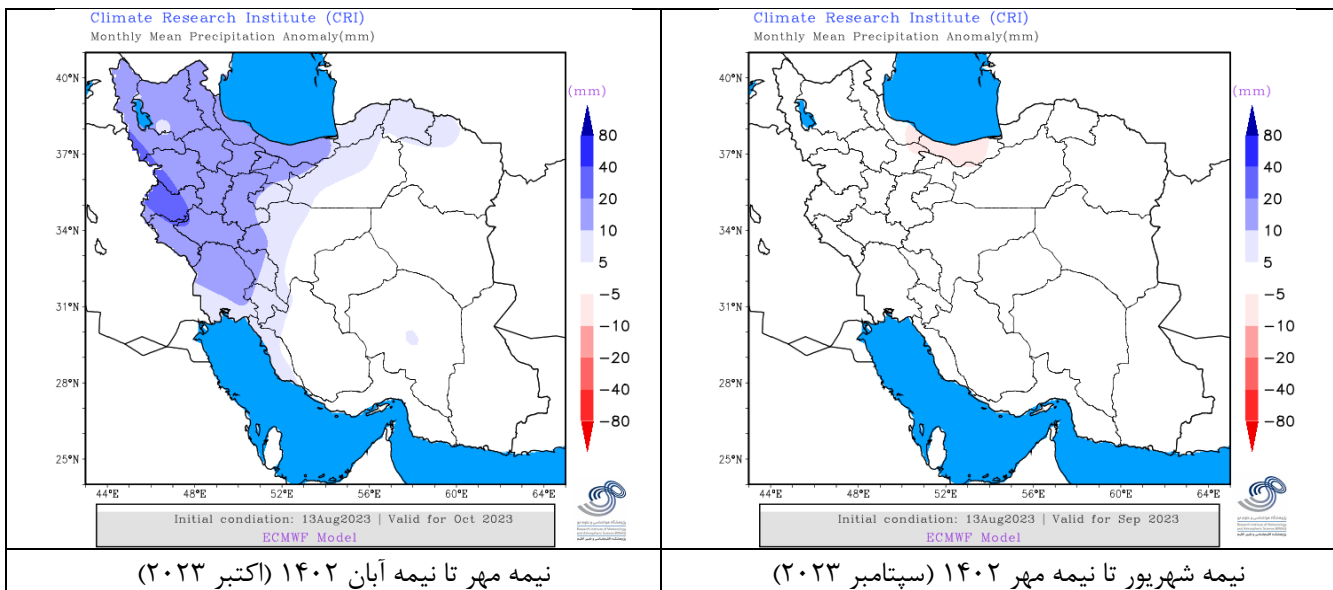 Climate Research Institute (CRI)
Monthly Mean Precipitation Anomaly(mm)
40°N
37°N
34°N
31°N
28°N
25°N
44°E 48°E 52°E 56°E 60°E 64°E
(mm)
80
40
20
10
5
−5
−10
−20
−40
−80
Initial condiation: 13Aug2023 | Valid for Oct 2023
ECMWF Model
نیمه مهر تا نیمه آبان ۱۴۰۲ (اکتبر ۲۰۲۳)
Climate Research Institute (CRI)
Monthly Mean Precipitation Anomaly(mm)
40°N
37°N
34°N
31°N
28°N
25°N
44°E 48°E 52°E 56°E 60°E 64°E
(mm)
80
40
20
10
5
−5
−10
−20
−40
−80
Initial condiation: 13Aug2023 | Valid for Sep 2023
ECMWF Model
نیمه شهریور تا نیمه مهر ۱۴۰۲ (سپتامبر ۲۰۲۳)